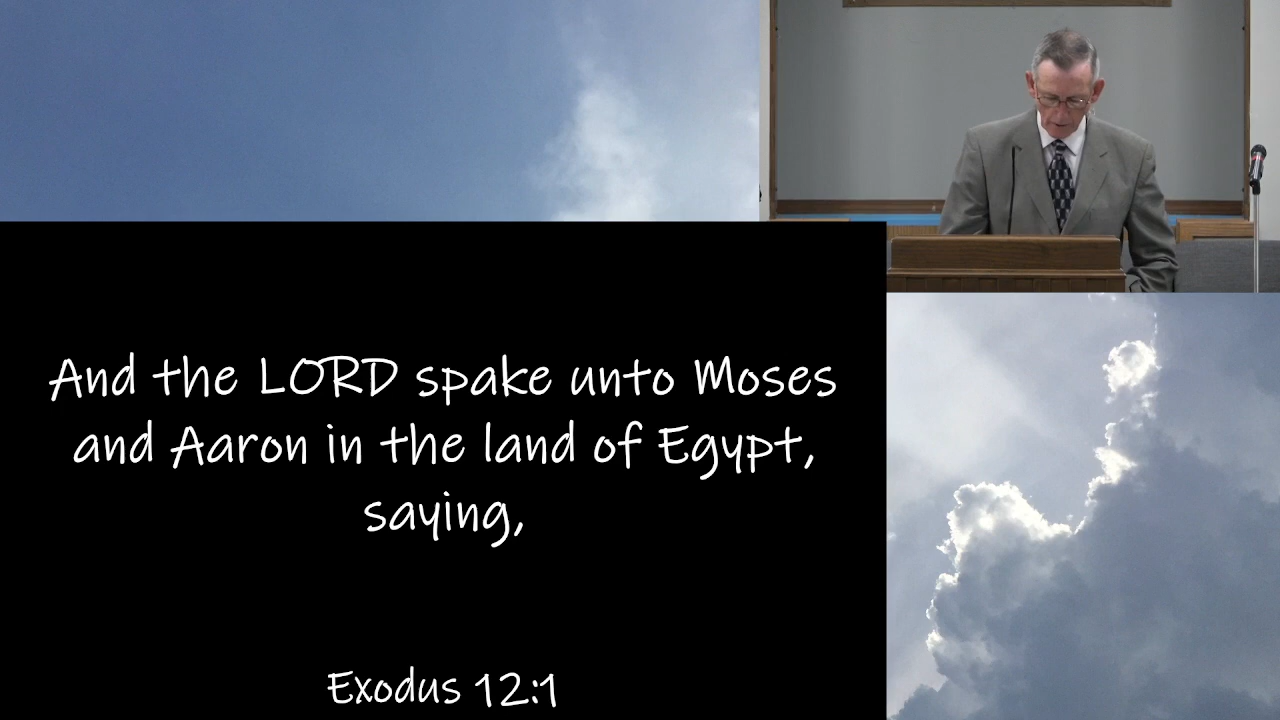 And the LORD spake unto Moses
and Aaron in the land of Egypt,
saying,
Exodus 12:1